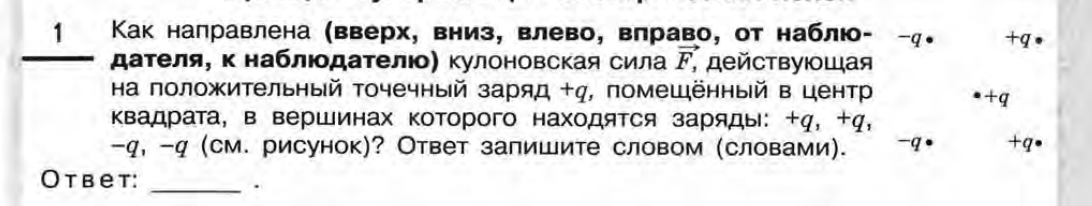 1 Как направлена (вверх, вниз, влево, вправо, от наблю- –q• +q•
дателя, к наблюдателю) кулоновская сила F⃗, действующая
на положительный точечный заряд +q, помещённый в центр •+q
квадрата, в вершинах которого находятся заряды: +q, +q,
–q, –q (см. рисунок)? Ответ запишите словом (словами). –q• +q•
Ответ: ________ .